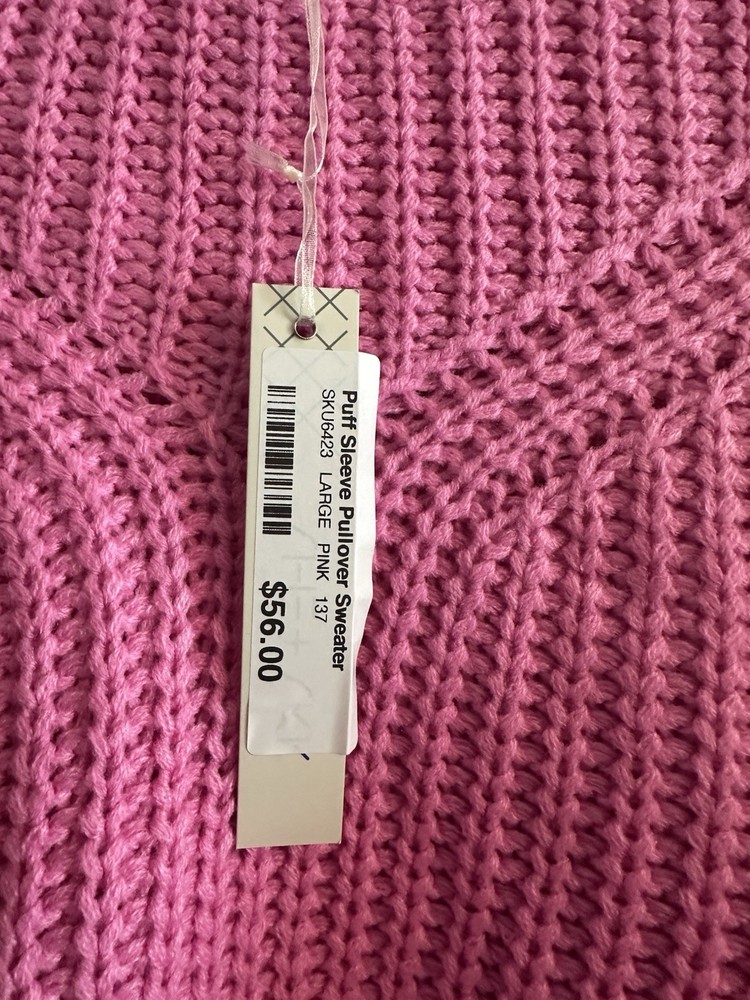 Puff Sleeve Pullover Sweater
SKU6423 LARGE PINK 137
$56.00